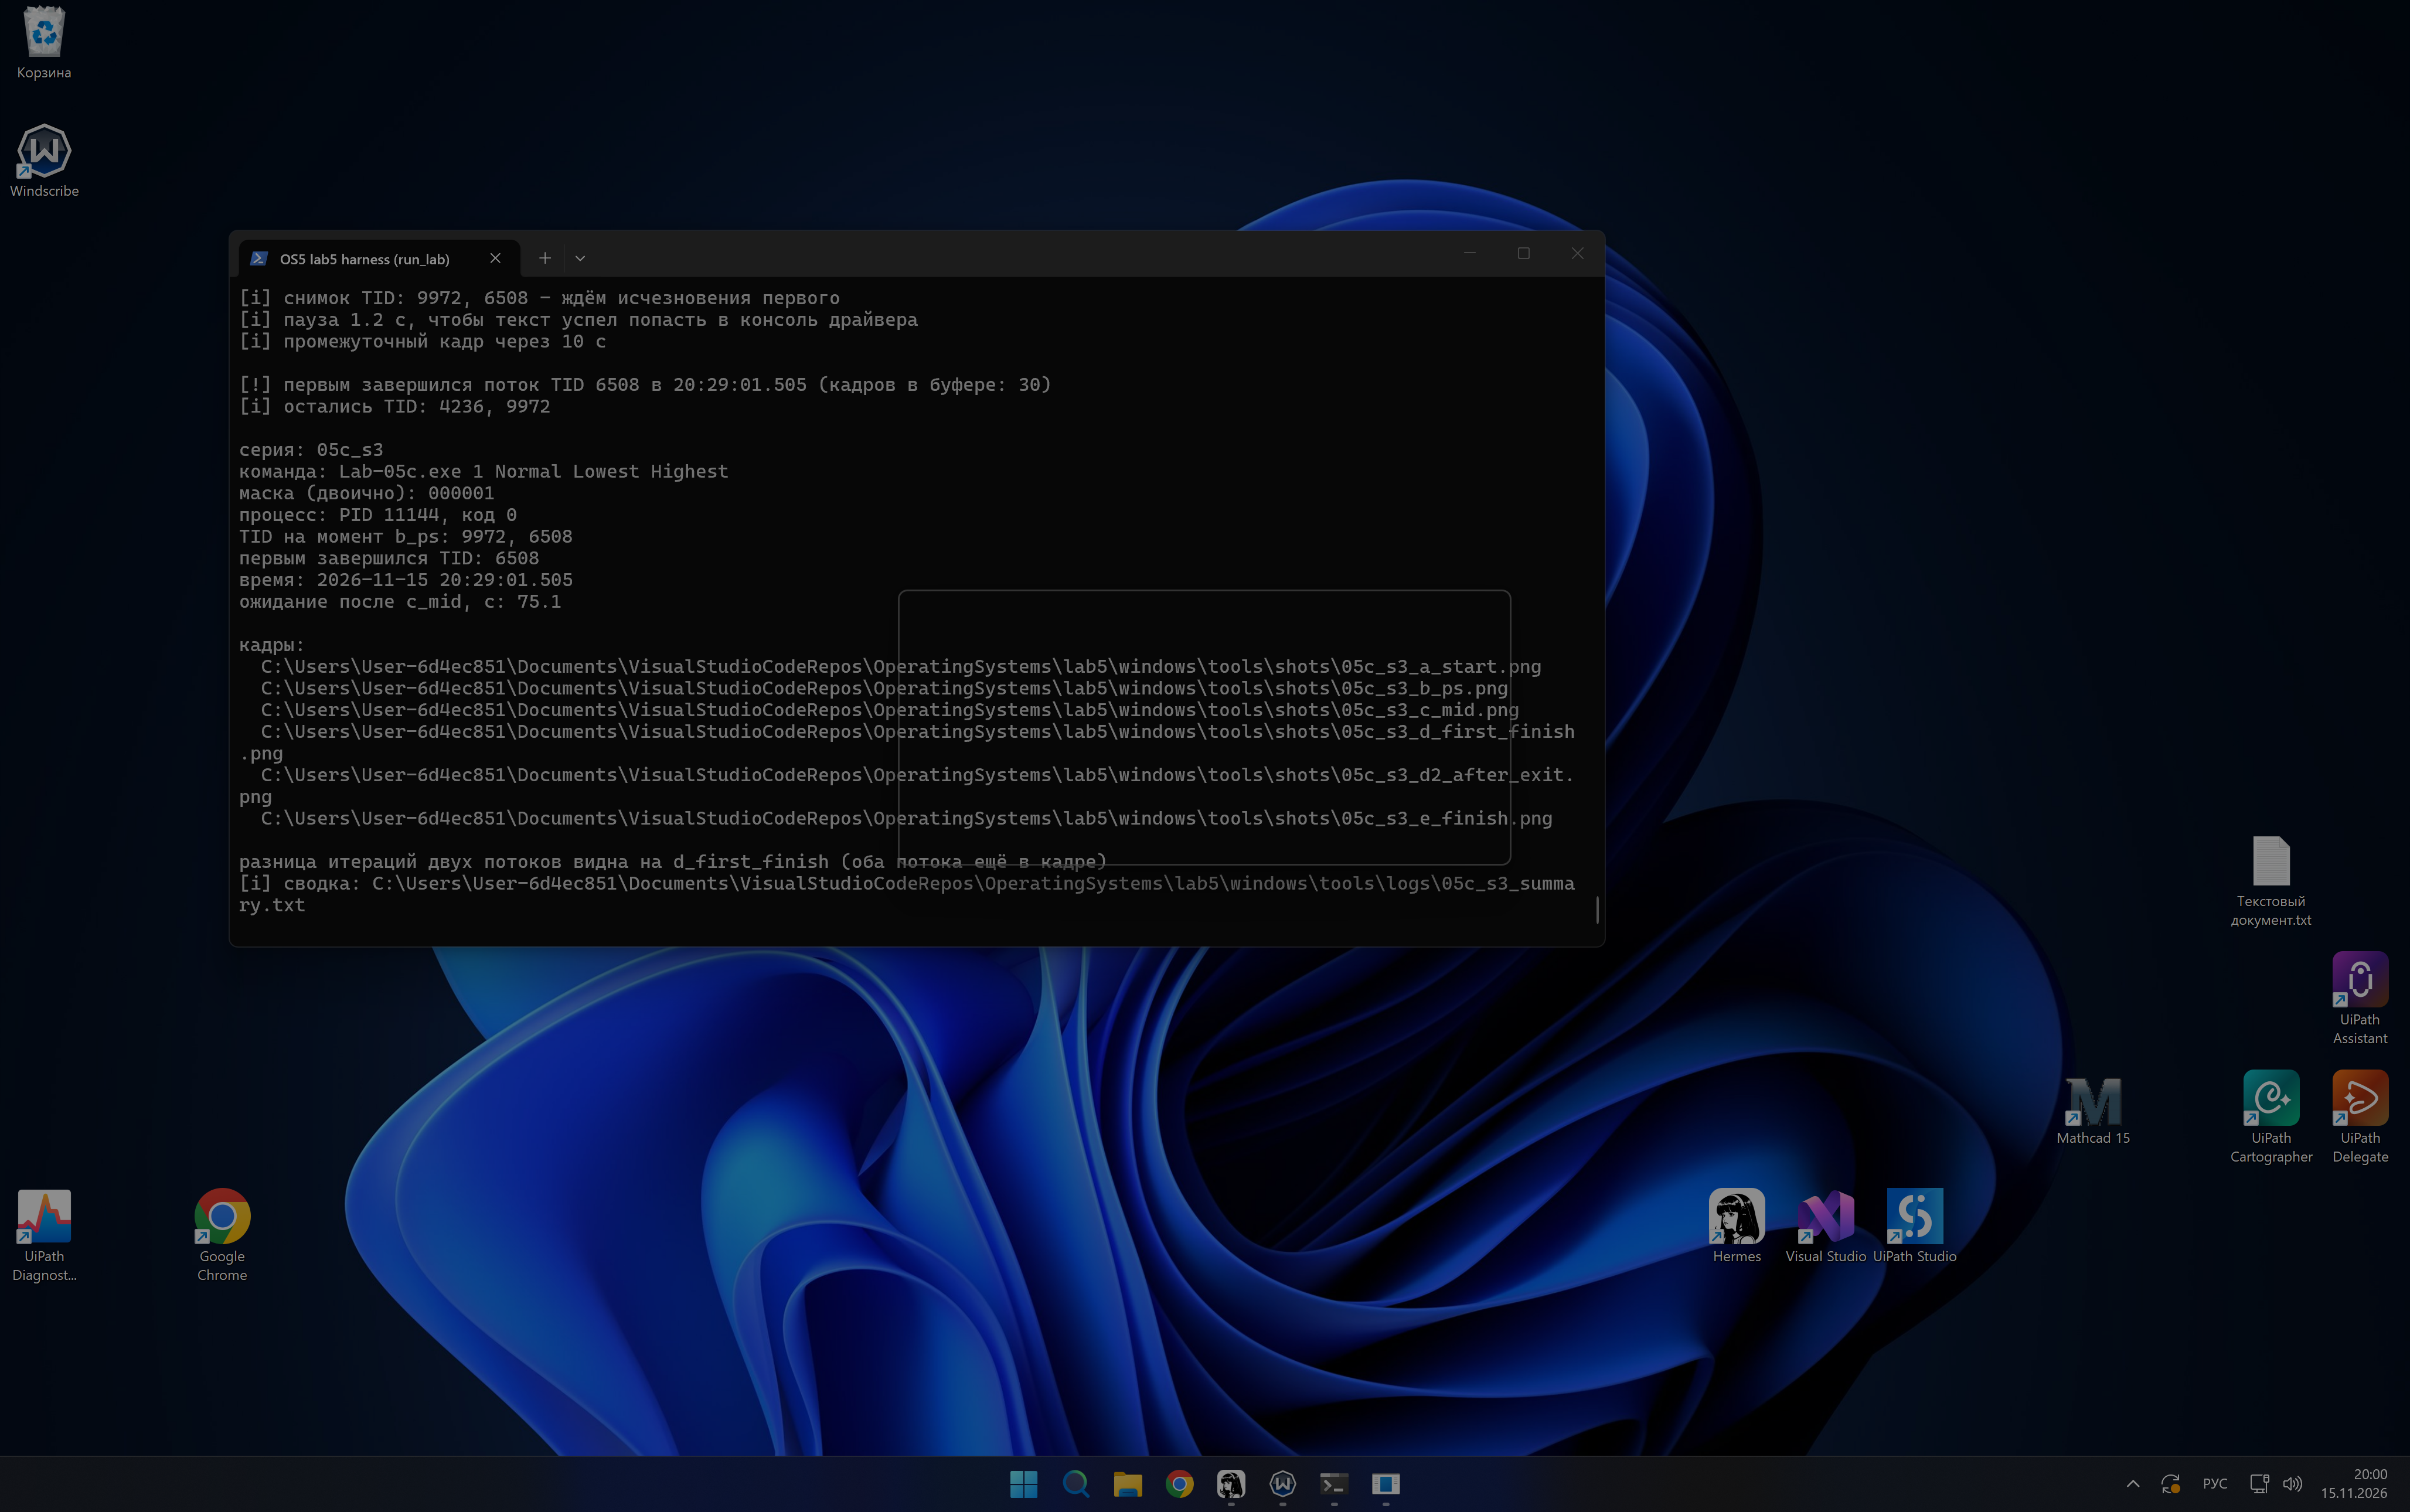 Корзина
Windscribe
OS5 lab5 harness (run_lab)
[i] снимок TID: 9972, 6508 - ждём исчезновения первого
[i] пауза 1.2 с, чтобы текст успел попасть в консоль драйвера
[i] промежуточный кадр через 10 с
[!] первым завершился поток TID 6508 в 20:29:01.505 (кадров в буфере: 30)
[i] остались TID: 4236, 9972
серия: 05c_s3
команда: Lab-05c.exe 1 Normal Lowest Highest
маска (двоично): 000001
процесс: PID 11144, код 0
TID на момент b_ps: 9972, 6508
первым завершился TID: 6508
время: 2026-11-15 20:29:01.505
ожидание после c_mid, с: 75.1
кадры:
C:\Users\User-6d4ec851\Documents\VisualStudioCodeRepos\OperatingSystems\lab5\windows\tools\shots\05c_s3_a_start.png
C:\Users\User-6d4ec851\Documents\VisualStudioCodeRepos\OperatingSystems\lab5\windows\tools\shots\05c_s3_b_ps.png
C:\Users\User-6d4ec851\Documents\VisualStudioCodeRepos\OperatingSystems\lab5\windows\tools\shots\05c_s3_c_mid.png
C:\Users\User-6d4ec851\Documents\VisualStudioCodeRepos\OperatingSystems\lab5\windows\tools\shots\05c_s3_d_first_finish
.png
C:\Users\User-6d4ec851\Documents\VisualStudioCodeRepos\OperatingSystems\lab5\windows\tools\shots\05c_s3_d2_after_exit.
png
C:\Users\User-6d4ec851\Documents\VisualStudioCodeRepos\OperatingSystems\lab5\windows\tools\shots\05c_s3_e_finish.png
разница итераций двух потоков видна на d_first_finish (оба потока ещё в кадре)
[i] сводка: C:\Users\User-6d4ec851\Documents\VisualStudioCodeRepos\OperatingSystems\lab5\windows\tools\logs\05c_s3_summa
ry.txt
Текстовый
документ.txt
UiPath
Assistant
Mathcad 15
UiPath
Cartographer
UiPath
Delegate
UiPath
Diagnost...
Google
Chrome
Hermes
Visual Studio
UiPath Studio
РУС
20:00
15.11.2026